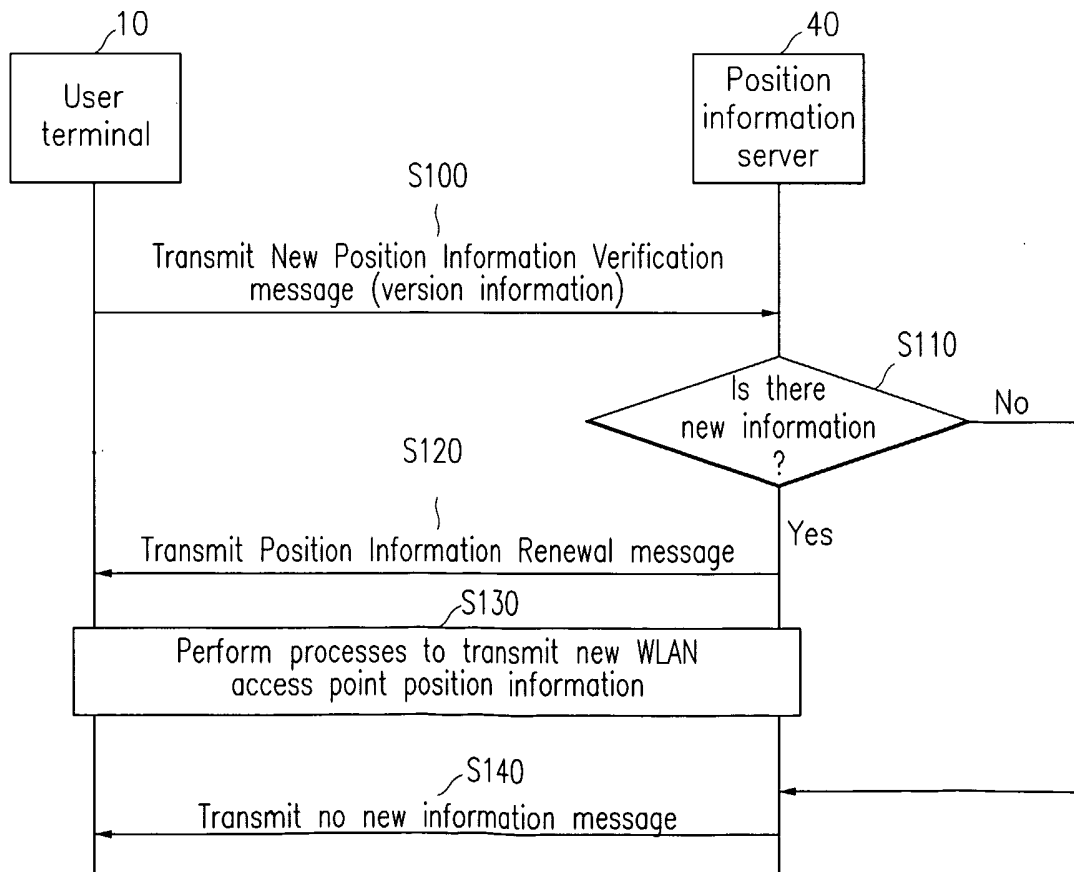 10
40
User
terminal
Position
information
server
S100
Transmit New Position Information Verification
message (version information)
S110
Is there
new information
?
No
S120
Yes
Transmit Position Information Renewal message
S130
Perform processes to transmit new WLAN
access point position information
S140
Transmit no new information message